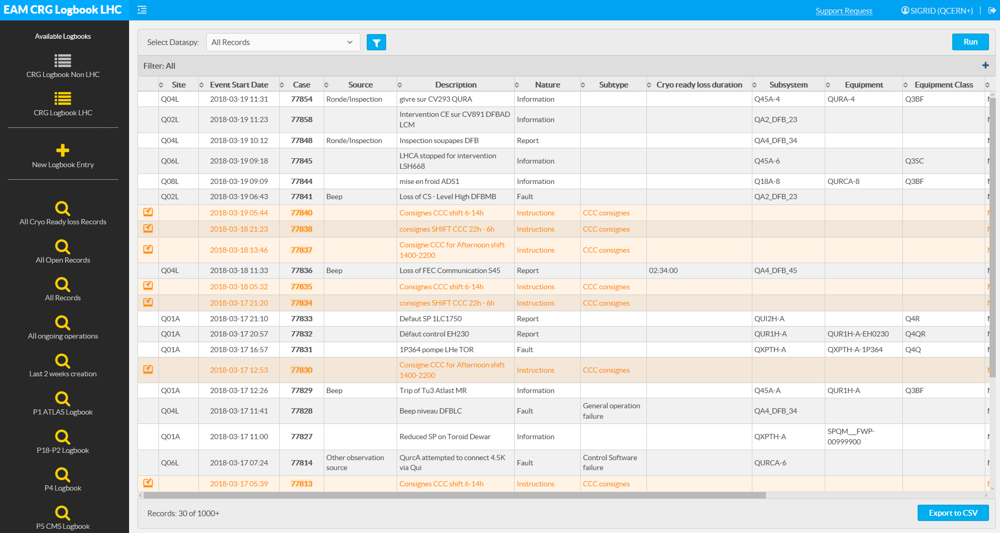 EAM CRG Logbook LHC
Support Request
SIGRID (QCERN+)
Available Logbooks
CRG Logbook Non LHC
CRG Logbook LHC
New Logbook Entry
All Cryo Ready loss Records
All Open Records
All Records
All ongoing operations
Last 2 weeks creation
P1 ATLAS Logbook
P18-P2 Logbook
P4 Logbook
P5 CMS Logbook
Select Dataspy: All Records
Run
Filter: All
Site Event Start Date Case Source Description Nature Subtype Cryo ready loss duration Subsystem Equipment Equipment Class
Q04L 2018-03-19 11:31 77854 Ronde/Inspection givre sur CV293 QURA Information Q45A-4 QURA-4 Q3BF
Q02L 2018-03-19 11:23 77858 Intervention CE sur CV891 DFBAD Information QA2_DFB_23
LCM
Q04L 2018-03-19 10:12 77848 Ronde/Inspection Inspection soupapes DFB Report QA4_DFB_34
Q06L 2018-03-19 09:18 77845 LHCA stopped for intervention Information Q45A-6 Q3SC
LSH668
Q08L 2018-03-19 09:09 77844 mise en froid ADS1 Information Q18A-8 QURCA-8 Q3BF
Q02L 2018-03-19 06:43 77841 Beep Loss of CS - Level High DFBMB Fault QA2_DFB_23
2018-03-19 05:44 77840 Consignes CCC shift 6-14h Instructions CCC consignes
2018-03-18 21:23 77838 consignes SHIFT CCC 22h - 6h Instructions CCC consignes
2018-03-18 13:46 77837 Consigne CCC for Afternoon shift Instructions CCC consignes
1400-2200
Q04L 2018-03-18 11:33 77836 Beep Loss of FEC Communication S45 Report 02:34:00 QA4_DFB_45
2018-03-18 05:32 77835 Consignes CCC shift 6-14h Instructions CCC consignes
2018-03-17 21:20 77834 consignes SHIFT CCC 22h - 6h Instructions CCC consignes
Q01A 2018-03-17 21:10 77833 Defaut SP 1LC1750 Report QUI2H-A Q4R
Q01A 2018-03-17 20:57 77832 Défaut control EH230 Report QUR1H-A QUR1H-A-EH0230 Q4QR
Q01A 2018-03-17 16:57 77831 1P364 pompe LHe TOR Fault QXPTH-A QXPTH-A-1P364 Q4Q
2018-03-17 12:53 77830 Consigne CCC for Afternoon shift Instructions CCC consignes
1400-2200
Q01A 2018-03-17 12:26 77829 Beep Trip of Tu3 Atlast MR Information Q45A-A QUR1H-A Q3BF
Q04L 2018-03-17 11:41 77828 Beep niveau DFBLC Fault General operation QA4_DFB_34
failure
Q01A 2018-03-17 11:00 77827 Reduced SP on Toroid Dewar Information QXPTH-A SPQM___FWP-
00999900
Q06L 2018-03-17 07:24 77814 Other observation QurcA attempted to connect 4.5K Fault Control Software QURCA-6
source via Qui failure
2018-03-17 05:39 77813 Consignes CCC shift 6-14h Instructions CCC consignes
Records: 30 of 1000+
Export to CSV